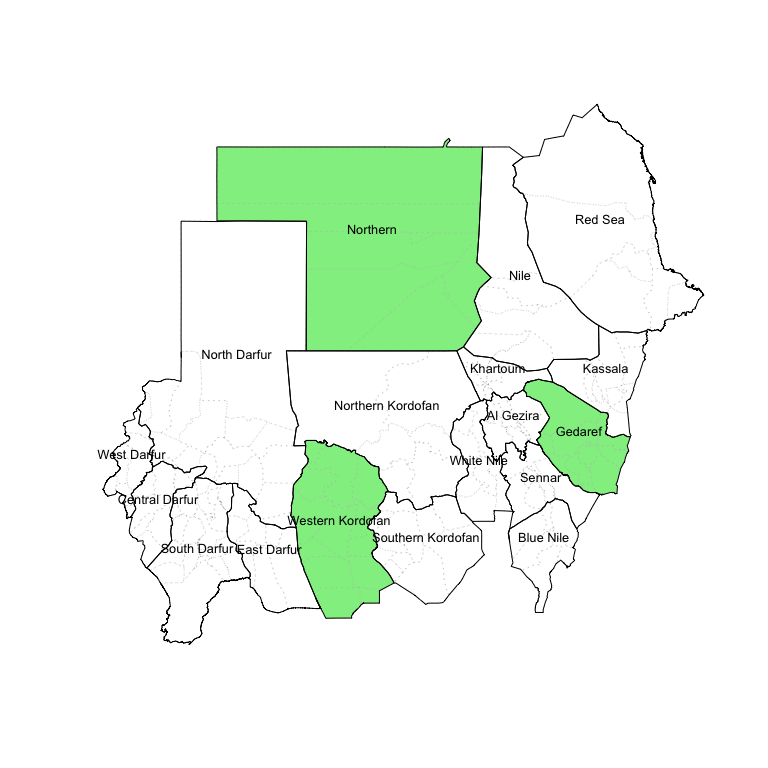 Red Sea
Northern
Nile
North Darfur
Khartoum
Kassala
Northern Kordofan
Al Gezira
Gedaref
West Darfur
White Nile
Sennar
Central Darfur
Western Kordofan
Southern Kordofan
Blue Nile
South Darfur
East Darfur